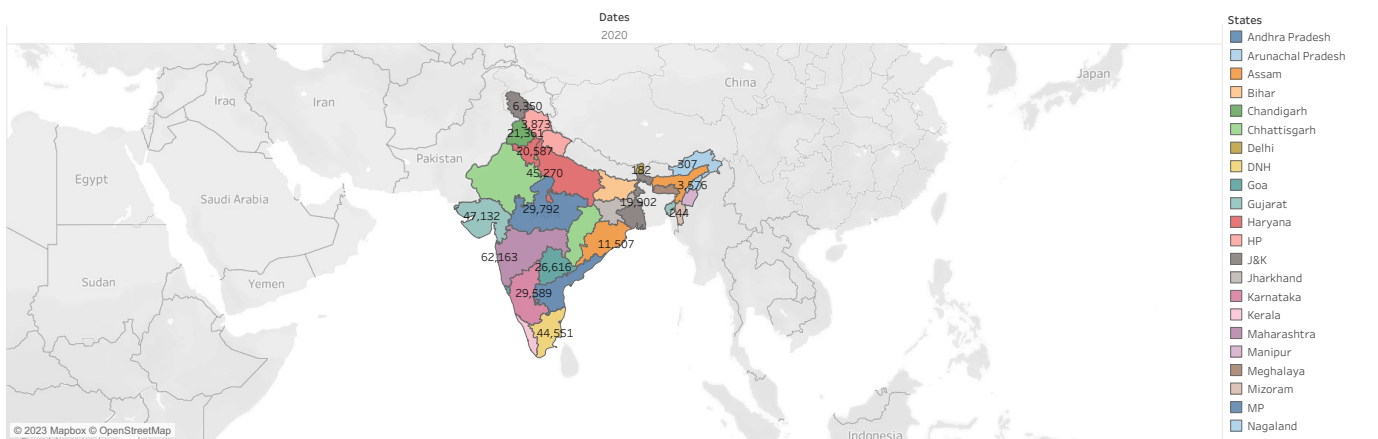 Dates
2020
States
Andhra Pradesh
Arunachal Pradesh
Assam
Bihar
Chandigarh
Chhattisgarh
Delhi
DNH
Goa
Gujarat
Haryana
HP
J&K
Jharkhand
Karnataka
Kerala
Maharashtra
Manipur
Meghalaya
Mizoram
MP
Nagaland
Japan
China
Iraq
Iran
Pakistan
Egypt
Saudi Arabia
Sudan
Yemen
Indonesia
6,350
3,873
21,361
20,587
45,270
182
307
3,576
19,902
244
29,792
47,132
11,507
62,163
26,616
29,589
44,551
© 2023 Mapbox © OpenStreetMap